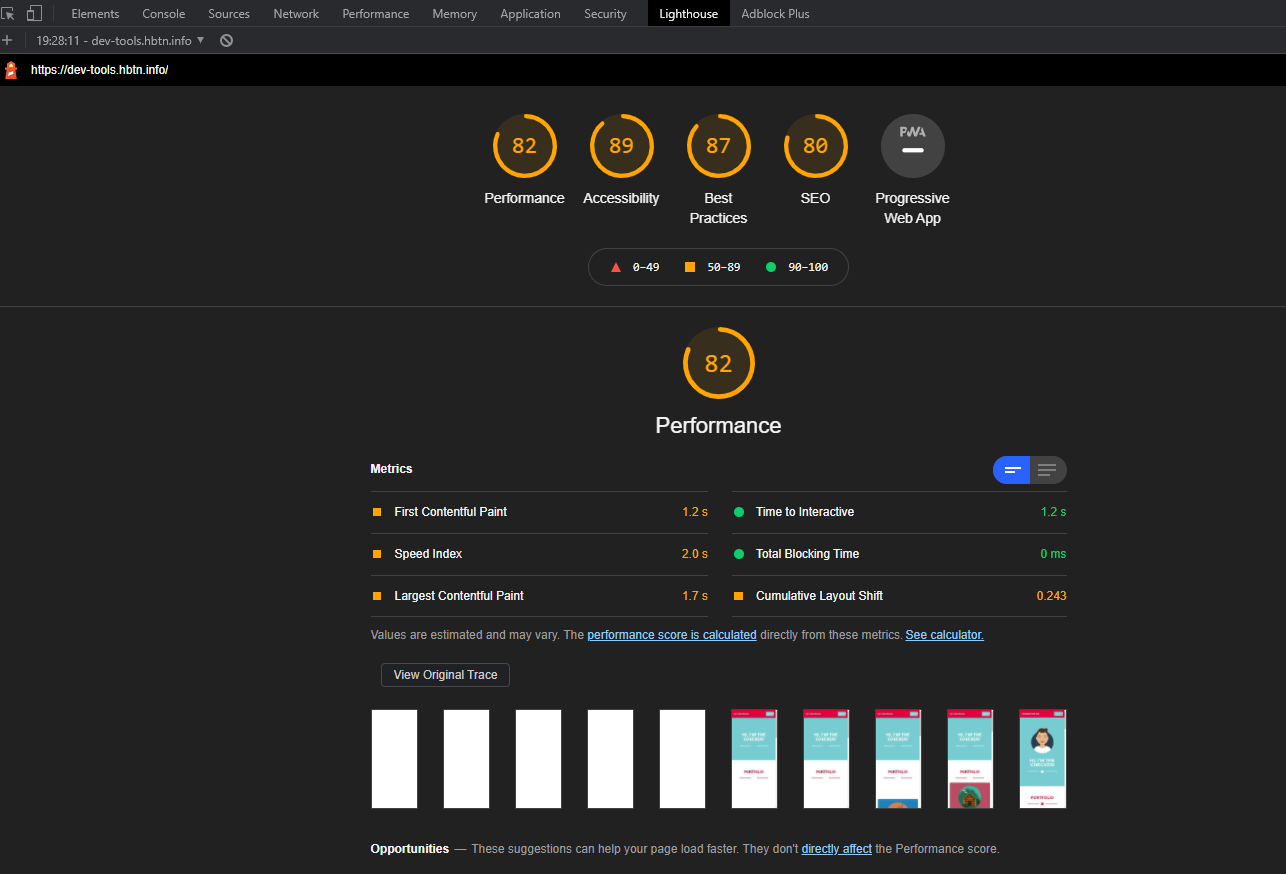 Elements Console Sources Network Performance Memory Application Security Lighthouse Adblock Plus
+ 19:28:11 - dev-tools.hbtn.info ▼
https://dev-tools.hbtn.info/
82 89 87 80 PWA
Performance Accessibility Best Practices SEO Progressive Web App
0–49 50–89 90–100
82
Performance
Metrics
First Contentful Paint 1.2 s Time to Interactive 1.2 s
Speed Index 2.0 s Total Blocking Time 0 ms
Largest Contentful Paint 1.7 s Cumulative Layout Shift 0.243
Values are estimated and may vary. The performance score is calculated directly from these metrics. See calculator.
View Original Trace
PORTFOLIO PORTFOLIO PORTFOLIO PORTFOLIO PORTFOLIO
Opportunities — These suggestions can help your page load faster. They don't directly affect the Performance score.